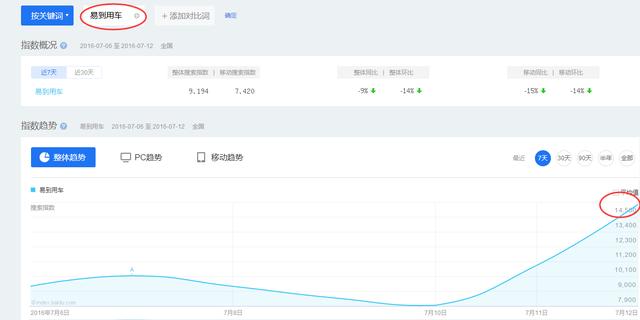 按关键词 易到用车 + 添加对比词 确定
指数概况 2016-07-06 至 2016-07-12 全国
近7天 近30天 整体搜索指数 移动搜索指数 整体同比 整体环比 移动同比 移动环比
易到用车 9,194 7,420 -9% -14% -15% -14%
指数趋势 易到用车 2016-07-06 至 2016-07-12 全国
整体趋势 PC趋势 移动趋势 最近 7天 30天 90天 半年 全部
易到用车 平均值
搜索指数
14,500
13,400
12,300
11,200
A
10,100
9,000
7,900
©index.baidu.com
2016年7月6日 7月8日 7月10日 7月11日 7月12日